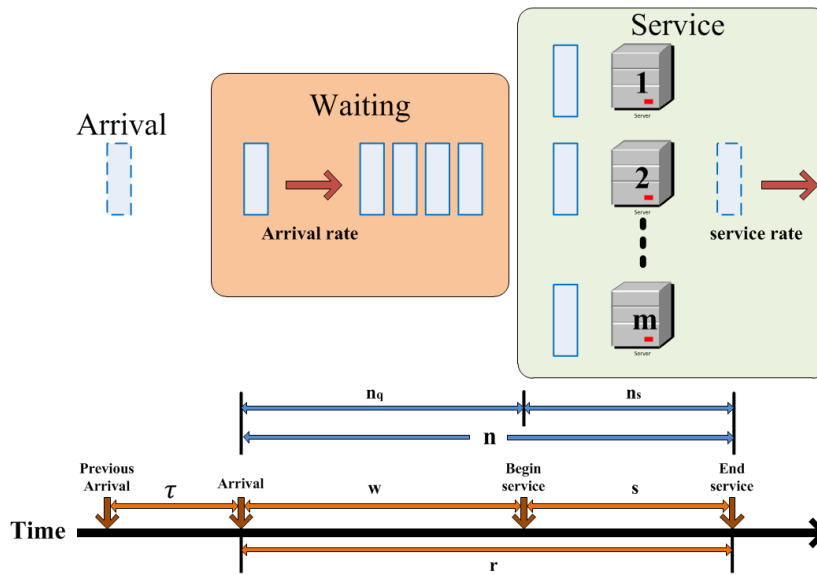 Service
Waiting
Arrival
1
Server
2
Server
Arrival rate
service rate
m
Server
nq
ns
n
Previous
Arrival
τ
Arrival
w
Begin
service
s
End
service
Time
r